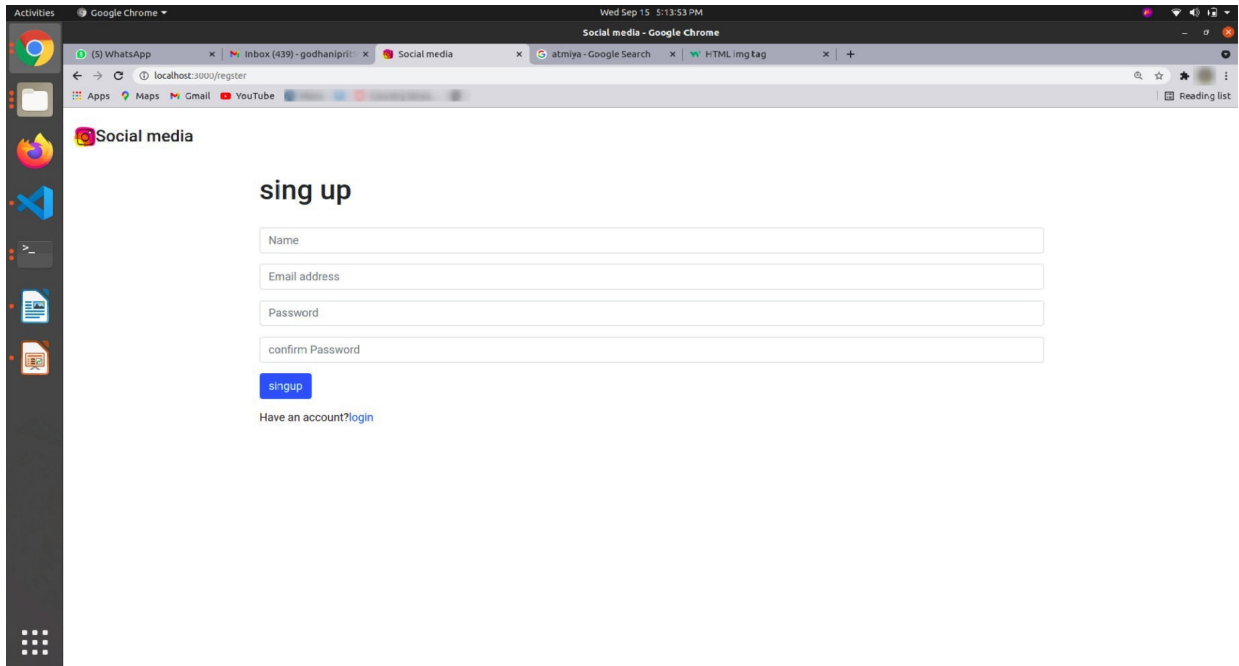 Activities Google Chrome Wed Sep 15 5:13:53 PM
Social media - Google Chrome
(5) WhatsApp Inbox (439) - godhaniprit Social media atmiya - Google Search HTML img tag
localhost:3000/regster
Apps Maps Gmail YouTube Reading list
Social media
sing up
Name
Email address
Password
confirm Password
singup
Have an account?login